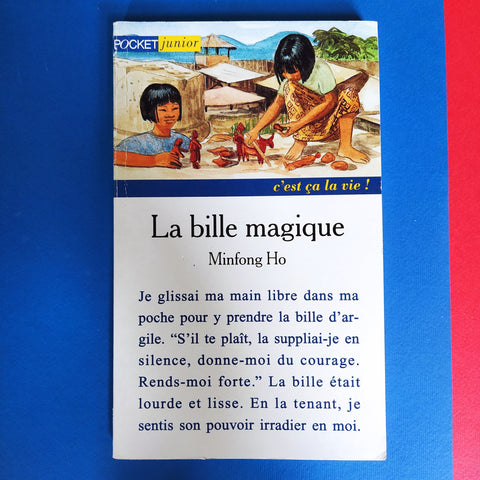 POCKET junior
c'est ça la vie !
La bille magique
Minfong Ho
Je glissai ma main libre dans ma
poche pour y prendre la bille d'ar-
gile. “S'il te plaît, la suppliai-je en
silence, donne-moi du courage.
Rends-moi forte.” La bille était
lourde et lisse. En la tenant, je
sentis son pouvoir irradier en moi.